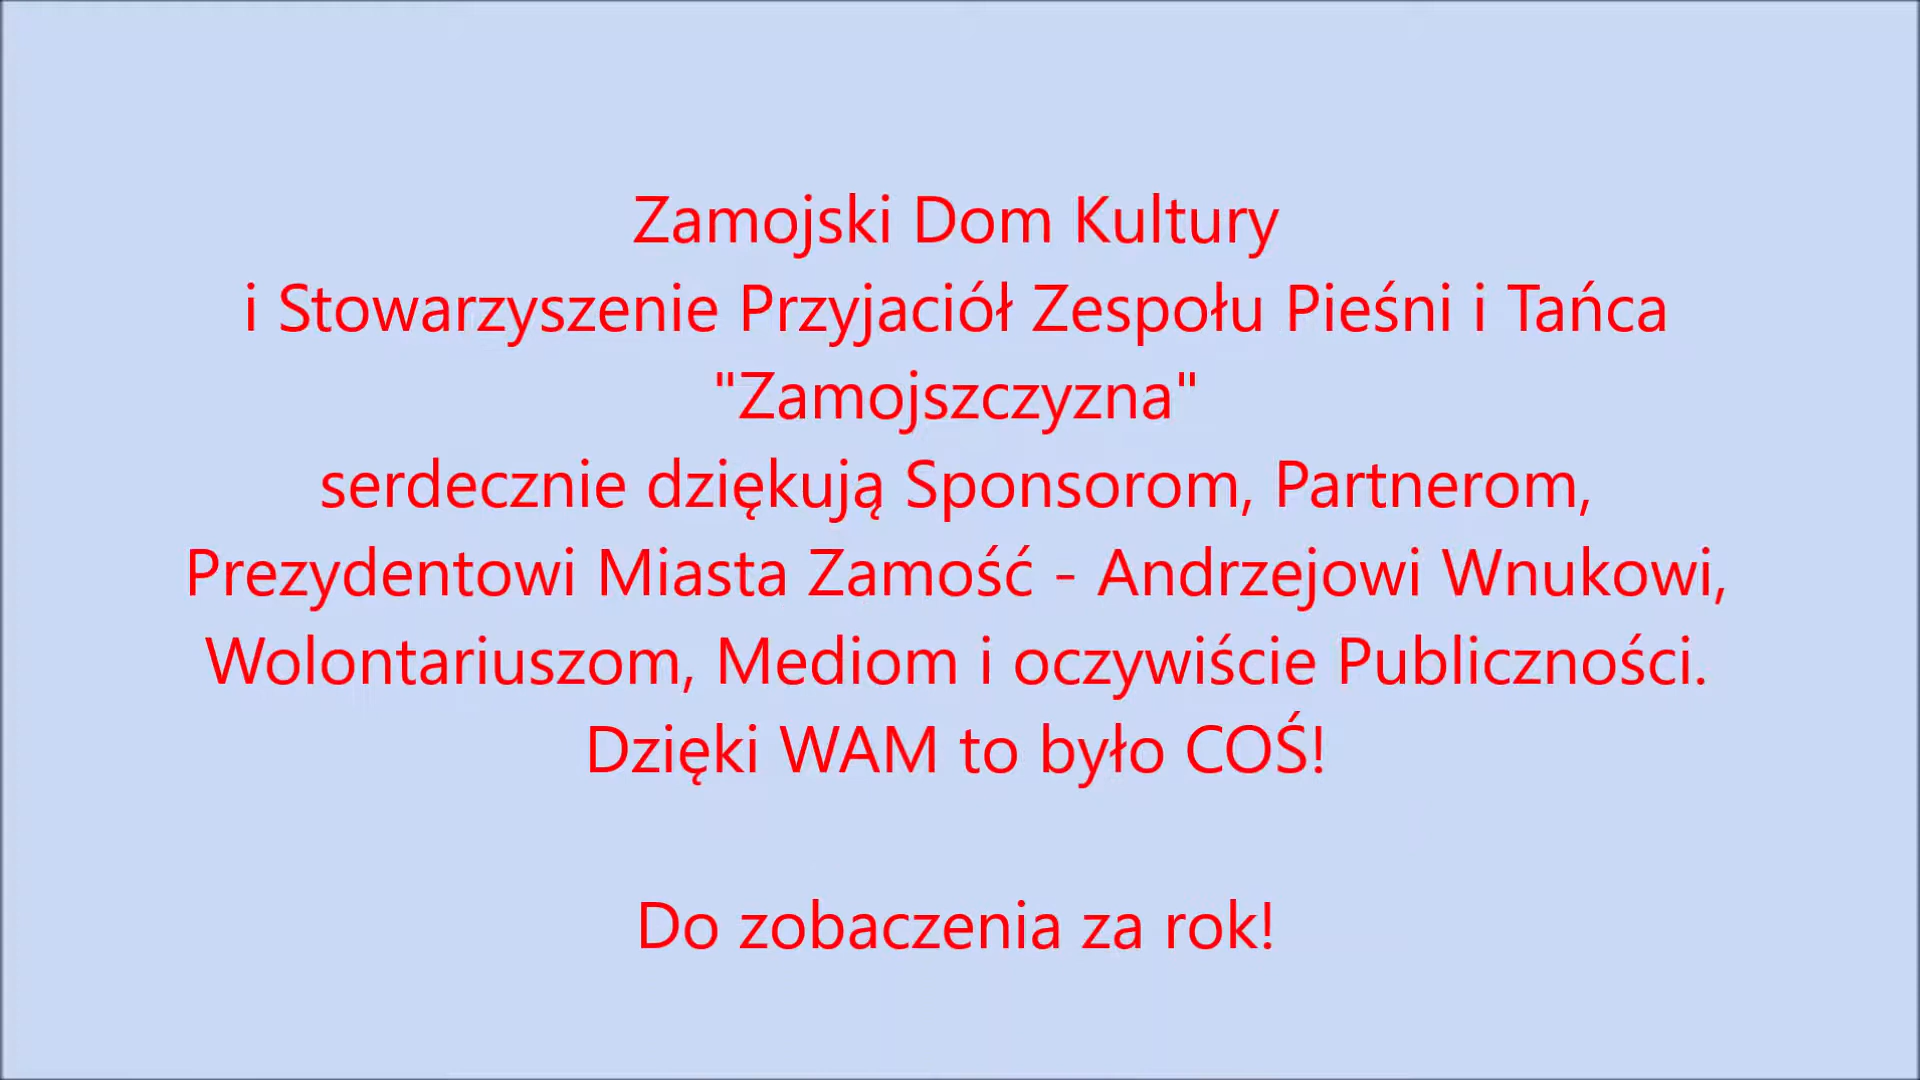 Zamojski Dom Kultury
i Stowarzyszenie Przyjaciół Zespołu Pieśni i Tańca
"Zamojszczyzna"
serdecznie dziękują Sponsorom, Partnerom,
Prezydentowi Miasta Zamość - Andrzejowi Wnukowi,
Wolontariuszom, Mediom i oczywiście Publiczności.
Dzięki WAM to było COŚ!
Do zobaczenia za rok!